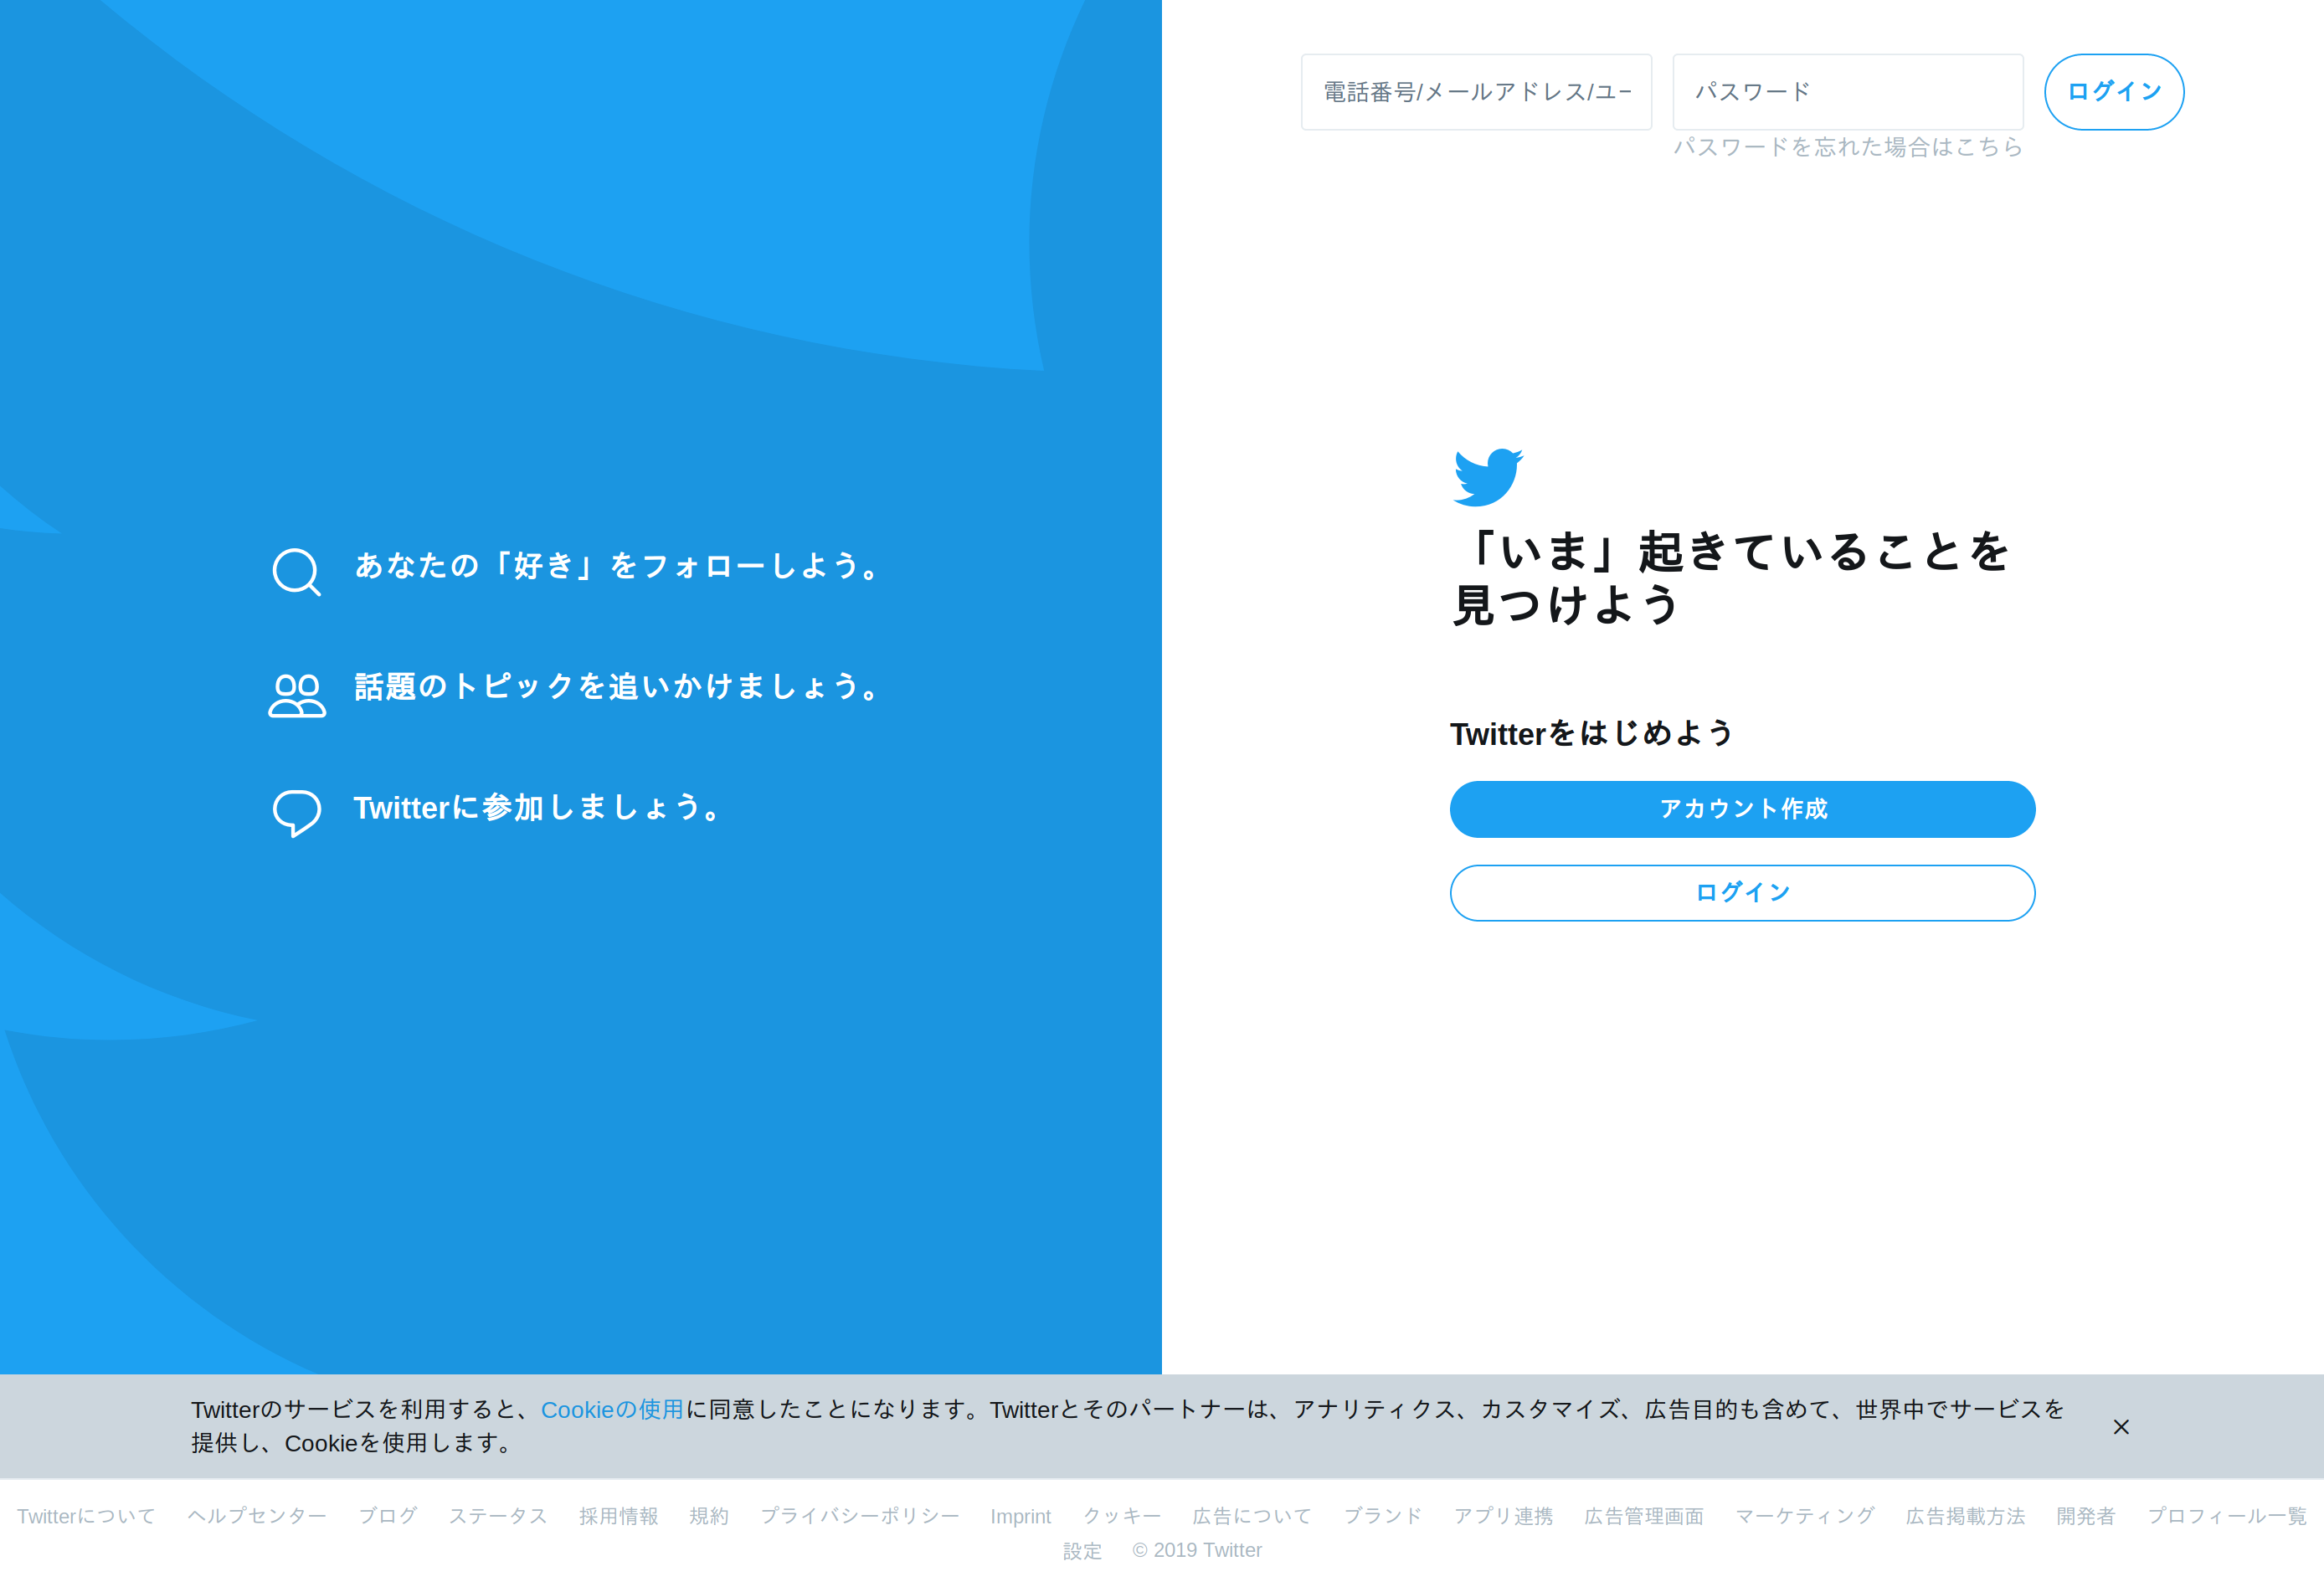 電話番号/メールアドレス/ユー
パスワード
ログイン
パスワードを忘れた場合はこちら
あなたの「好き」をフォローしよう。
話題のトピックを追いかけましょう。
Twitterに参加しましょう。
「いま」起きていることを
見つけよう
Twitterをはじめよう
アカウント作成
ログイン
Twitterのサービスを利用すると、Cookieの使用に同意したことになります。Twitterとそのパートナーは、アナリティクス、カスタマイズ、広告目的も含めて、世界中でサービスを
提供し、Cookieを使用します。
Twitterについて ヘルプセンター ブログ ステータス 採用情報 規約 プライバシーポリシー Imprint クッキー 広告について ブランド アプリ連携 広告管理画面 マーケティング 広告掲載方法 開発者 プロフィール一覧
設定 © 2019 Twitter